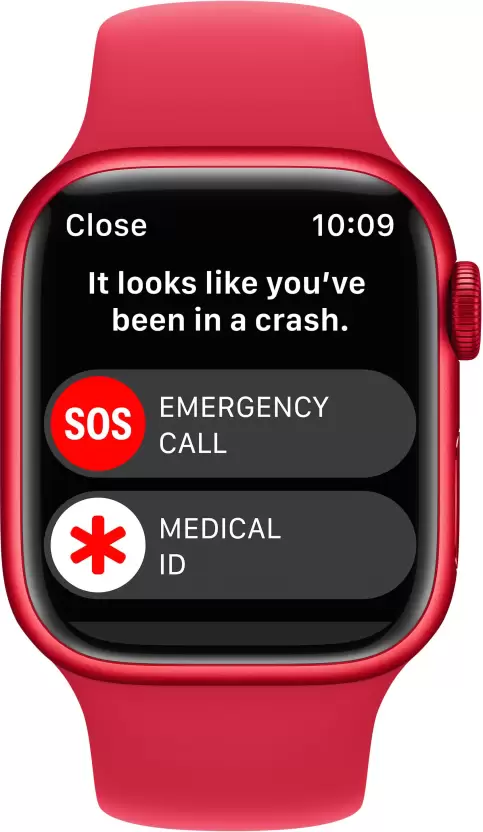 Close 10:09
It looks like you’ve
been in a crash.
SOS EMERGENCY
CALL
MEDICAL
ID